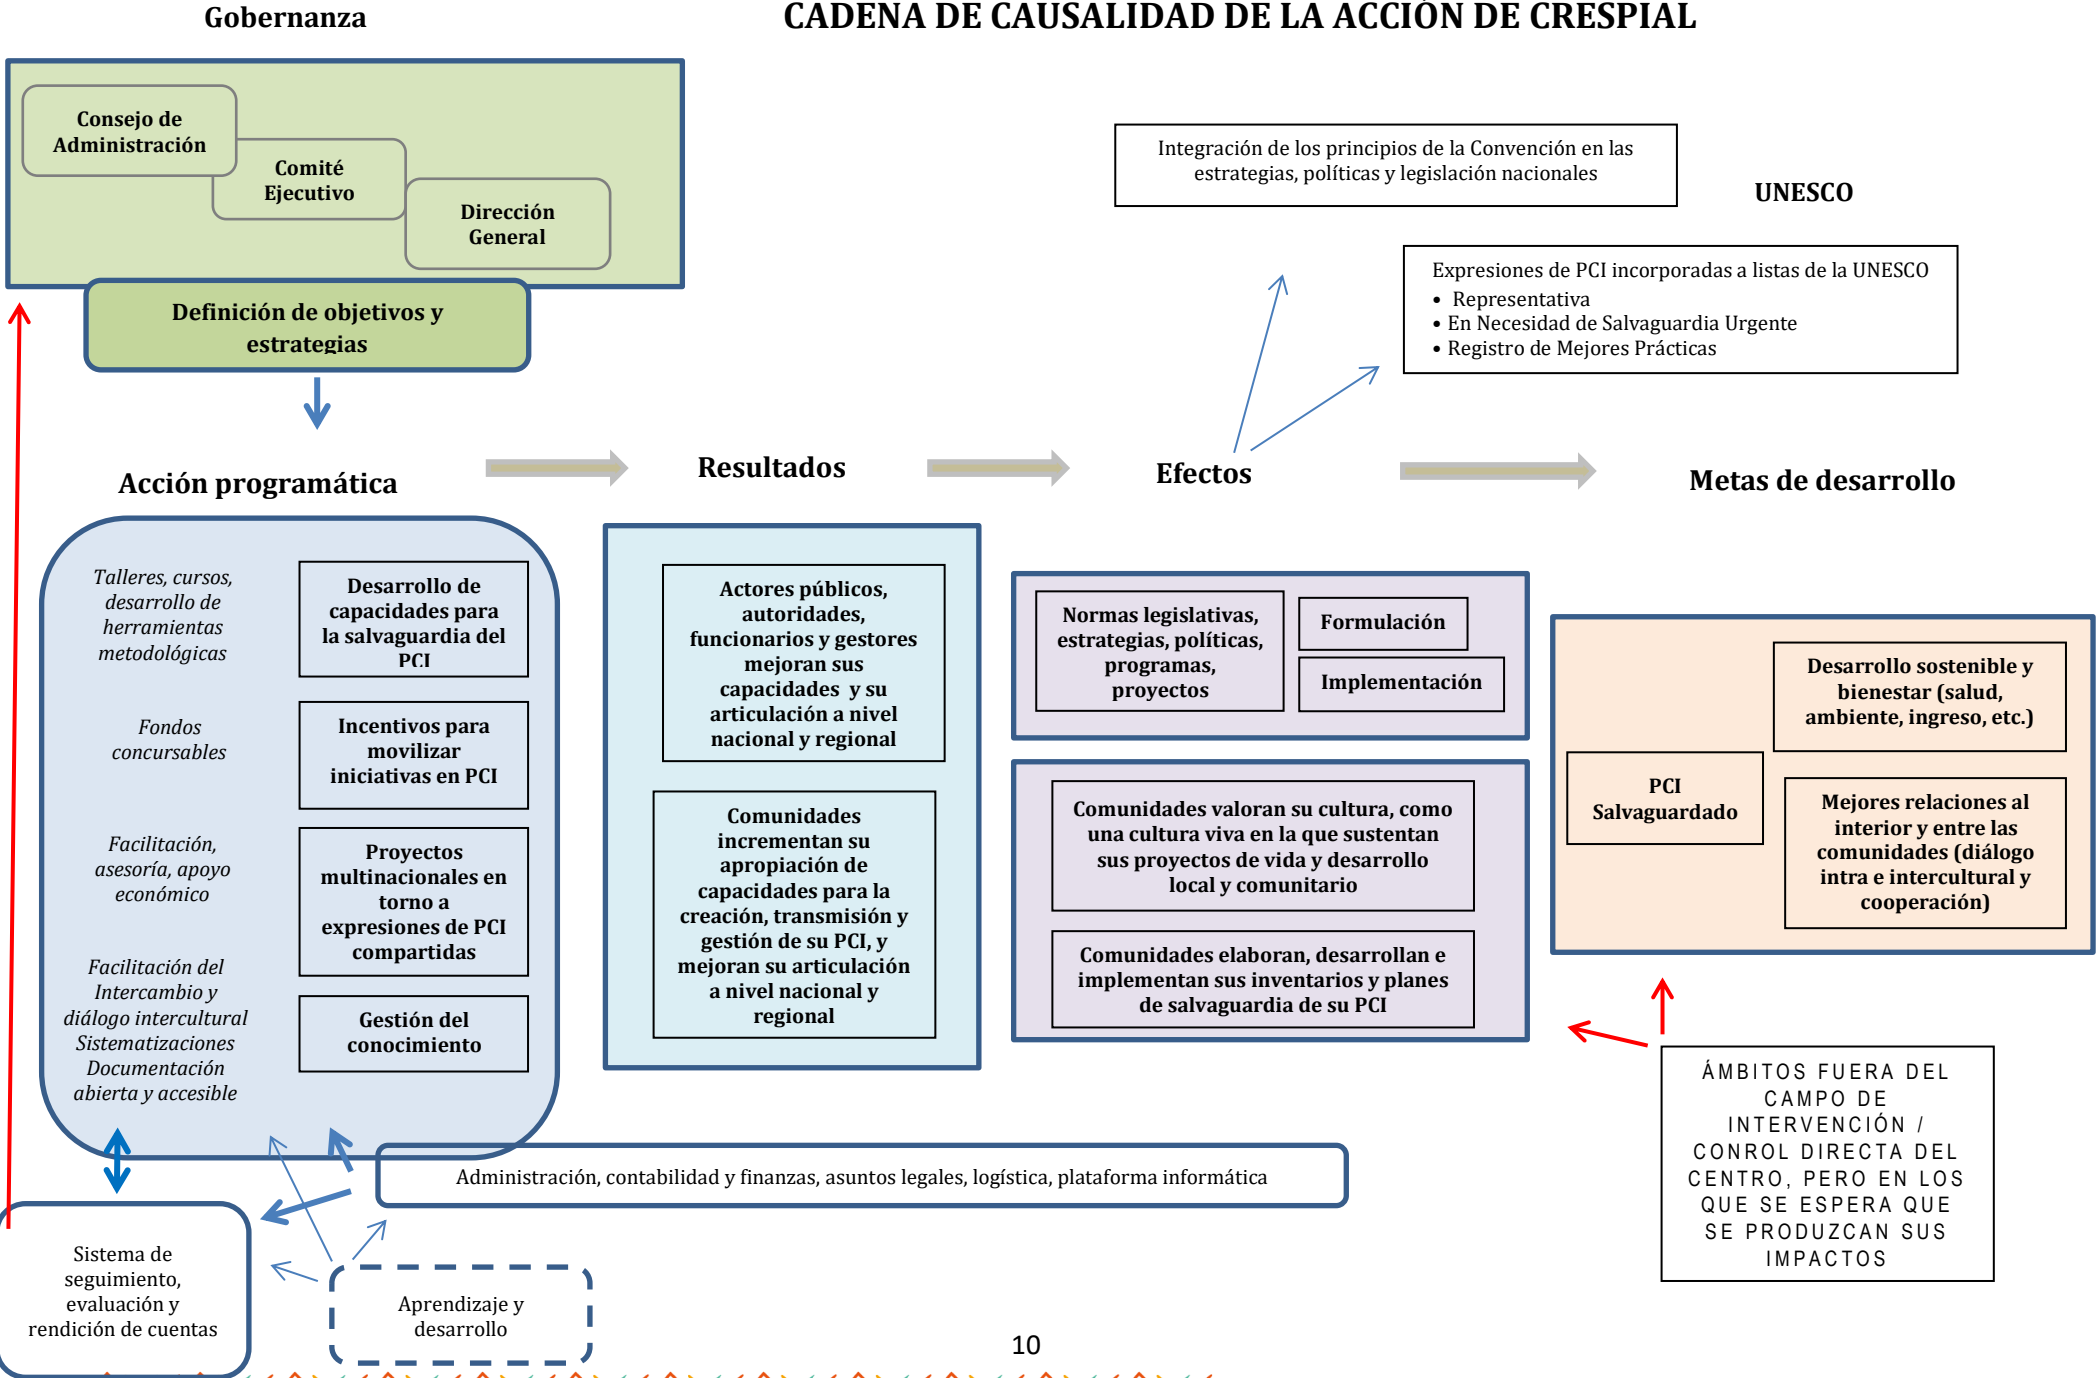 Gobernanza
CADENA DE CAUSALIDAD DE LA ACCIÓN DE CRESPIAL
Consejo de
Administración
Comité
Ejecutivo
Dirección
General
Definición de objetivos y
estrategias
Integración de los principios de la Convención en las
estrategias, políticas y legislación nacionales
UNESCO
Expresiones de PCI incorporadas a listas de la UNESCO
• Representativa
• En Necesidad de Salvaguardia Urgente
• Registro de Mejores Prácticas
Acción programática
Resultados
Efectos
Metas de desarrollo
Talleres, cursos,
desarrollo de
herramientas
metodológicas
Fondos
concursables
Facilitación,
asesoría, apoyo
económico
Facilitación del
Intercambio y
diálogo intercultural
Sistematizaciones
Documentación
abierta y accesible
Desarrollo de
capacidades para
la salvaguardia del
PCI
Incentivos para
movilizar
iniciativas en PCI
Proyectos
multinacionales en
torno a
expresiones de PCI
compartidas
Gestión del
conocimiento
Actores públicos,
autoridades,
funcionarios y gestores
mejoran sus
capacidades y su
articulación a nivel
nacional y regional
Comunidades
incrementan su
apropiación de
capacidades para la
creación, transmisión y
gestión de su PCI, y
mejoran su articulación
a nivel nacional y
regional
Normas legislativas,
estrategias, políticas,
programas,
proyectos
Formulación
Implementación
Comunidades valoran su cultura, como
una cultura viva en la que sustentan
sus proyectos de vida y desarrollo
local y comunitario
Comunidades elaboran, desarrollan e
implementan sus inventarios y planes
de salvaguardia de su PCI
PCI
Salvaguardado
Desarrollo sostenible y
bienestar (salud,
ambiente, ingreso, etc.)
Mejores relaciones al
interior y entre las
comunidades (diálogo
intra e intercultural y
cooperación)
ÁMBITOS FUERA DEL
CAMPO DE
INTERVENCIÓN /
CONROL DIRECTA DEL
CENTRO, PERO EN LOS
QUE SE ESPERA QUE
SE PRODUZCAN SUS
IMPACTOS
Administración, contabilidad y finanzas, asuntos legales, logística, plataforma informática
Sistema de
seguimiento,
evaluación y
rendición de cuentas
Aprendizaje y
desarrollo
10